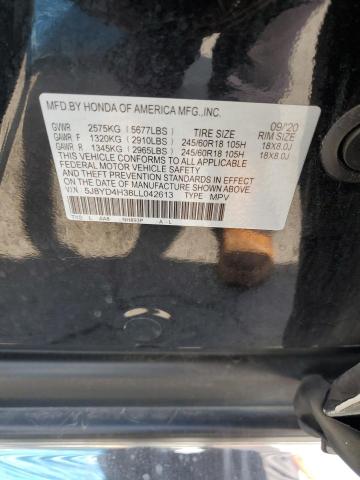 MFD BY HONDA OF AMERICA MFG., INC. 09/20
GVWR 2575KG (5677LBS) TIRE SIZE RIM SIZE
GAWR F 1320KG (2910LBS) 245/60R18 105H 18X8.0J
GAWR R 1345KG (2965LBS) 245/60R18 105H 18X8.0J
THIS VEHICLE CONFORMS TO ALL APPLICABLE
FEDERAL MOTOR VEHICLE SAFETY
AND THEFT PREVENTION STANDARDS IN
EFFECT ON THE DATE OF MANUFACTURE
SHOWN ABOVE.
VIN: 5J8YD4H38LL042613 TYPE: MPV
L NH893P A - L